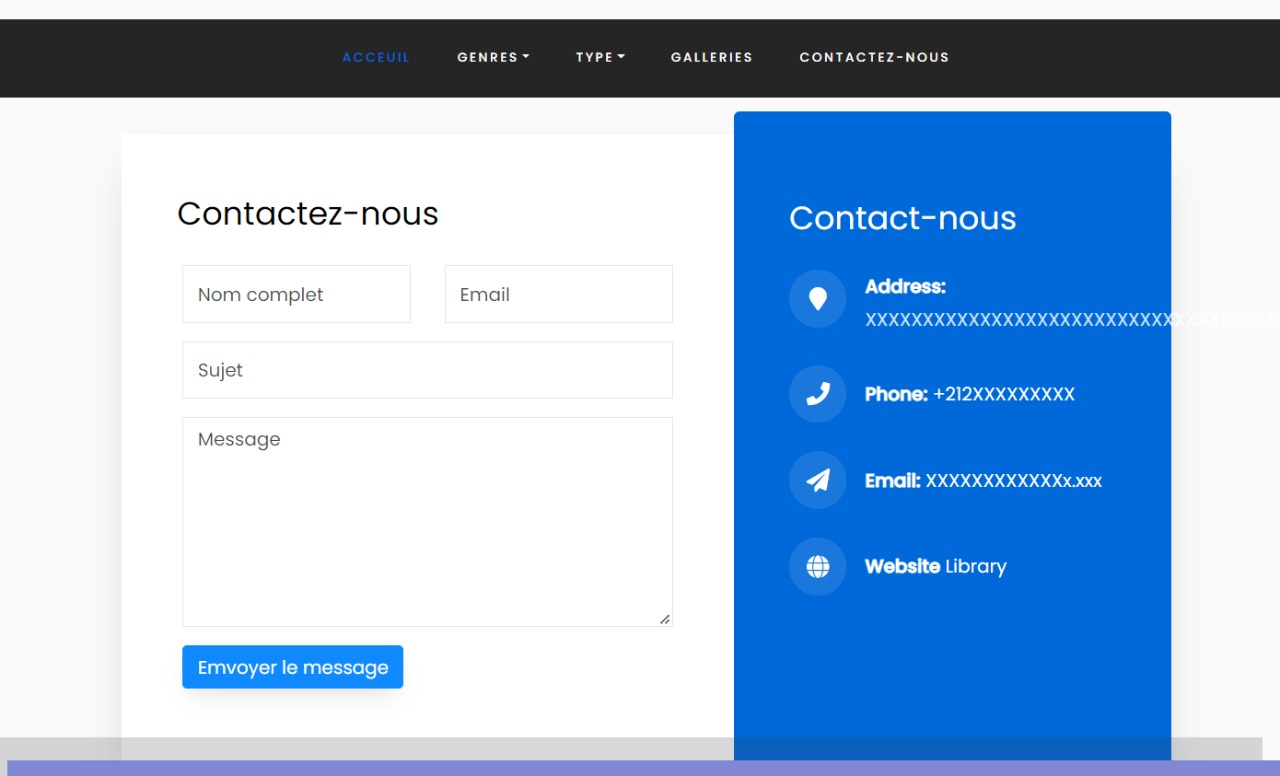 ACCEUIL GENRES TYPE GALLERIES CONTACTEZ-NOUS
Contactez-nous
Nom complet Email
Sujet
Message
Emvoyer le message
Contact-nous
Address:
XXXXXXXXXXXXXXXXXXXXXXXXXXXXXXXXXXXX
Phone: +212XXXXXXXXX
Email: XXXXXXXXXXXXx.xxx
Website Library